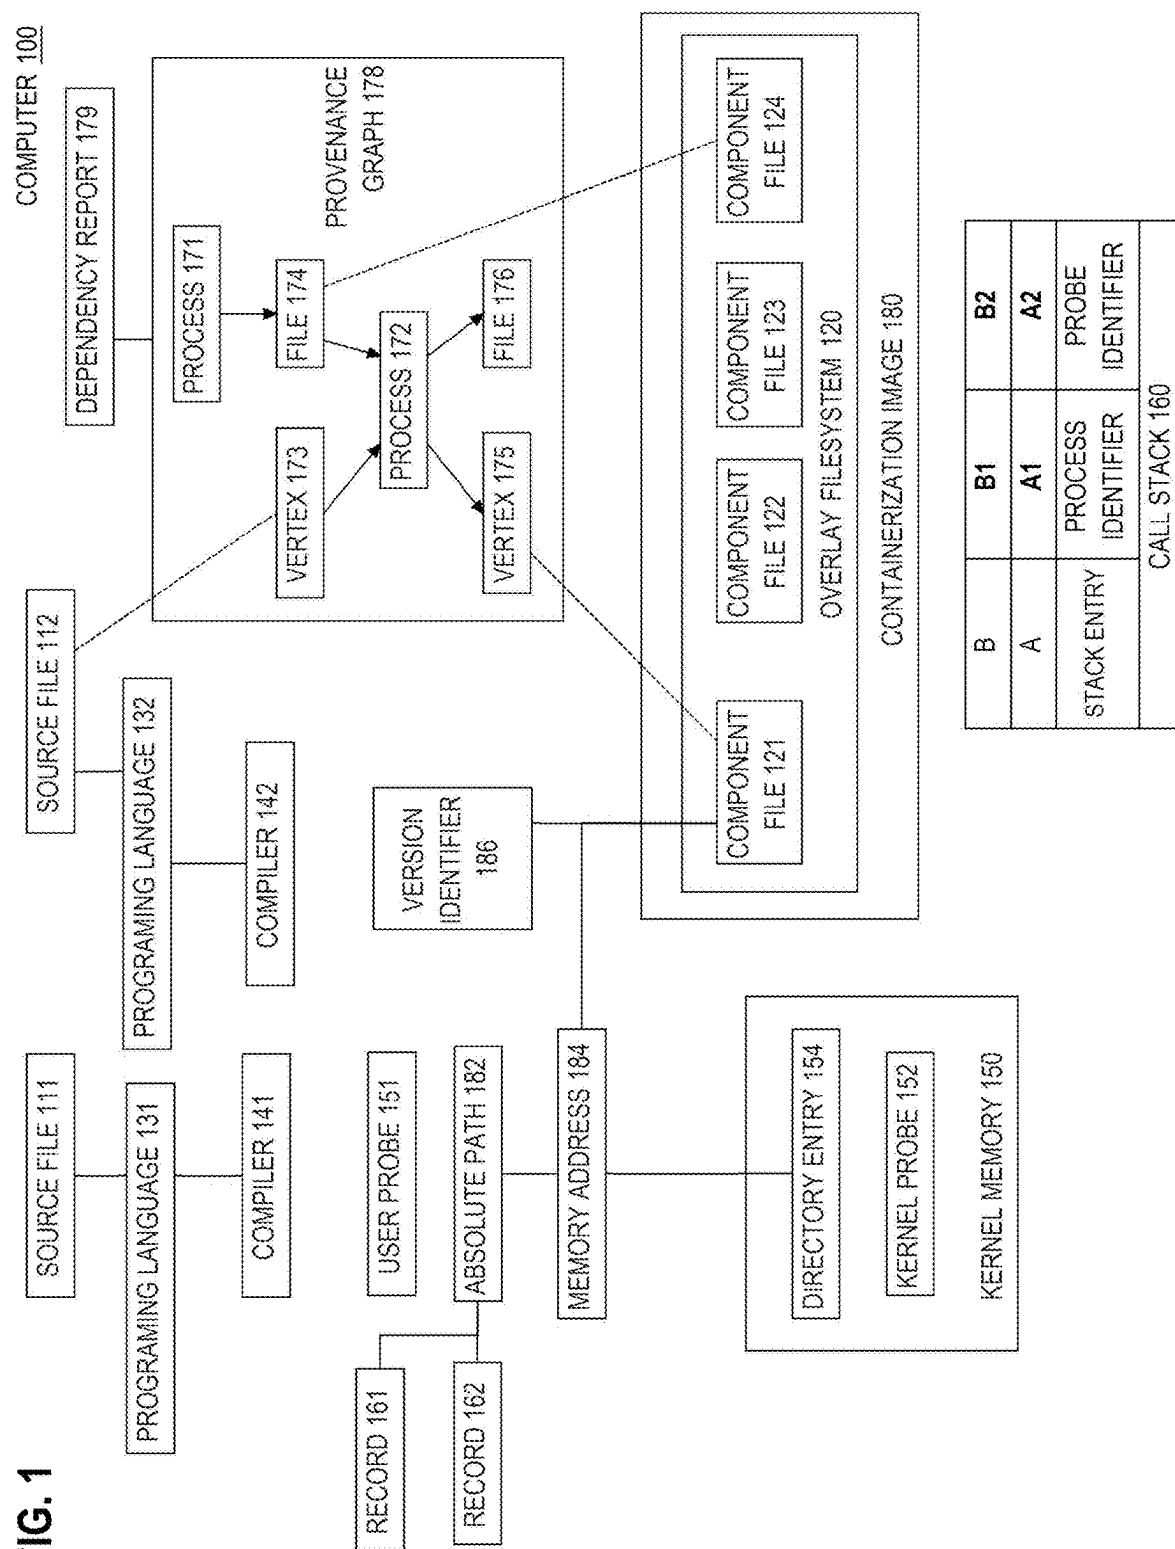 IG. 1
COMPUTER 100
SOURCE FILE 111
SOURCE FILE 112
DEPENDENCY REPORT 179
PROGRAMING LANGUAGE 131
PROGRAMING LANGUAGE 132
COMPILER 141
COMPILER 142
PROCESS 171
VERTEX 173
FILE 174
PROVENANCE
GRAPH 178
PROCESS 172
VERTEX 175
FILE 176
RECORD 161
RECORD 162
USER PROBE 151
ABSOLUTE PATH 182
MEMORY ADDRESS 184
VERSION
IDENTIFIER
186
DIRECTORY ENTRY 154
KERNEL PROBE 152
KERNEL MEMORY 150
COMPONENT
FILE 121
COMPONENT
FILE 122
COMPONENT
FILE 123
COMPONENT
FILE 124
OVERLAY FILESYSTEM 120
CONTAINERIZATION IMAGE 180
B B1 B2
A A1 A2
STACK ENTRY
PROCESS
IDENTIFIER
PROBE
IDENTIFIER
CALL STACK 160